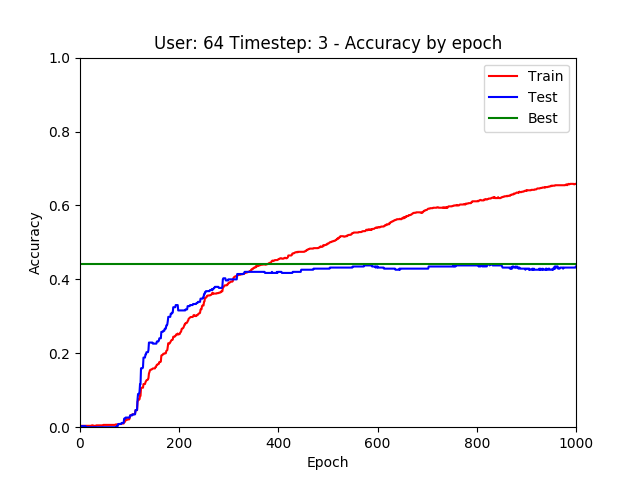 User: 64 Timestep: 3 - Accuracy by epoch
1.0
0.8
0.6
0.4
0.2
0.0
Accuracy
Train
Test
Best
0 200 400 600 800 1000
Epoch